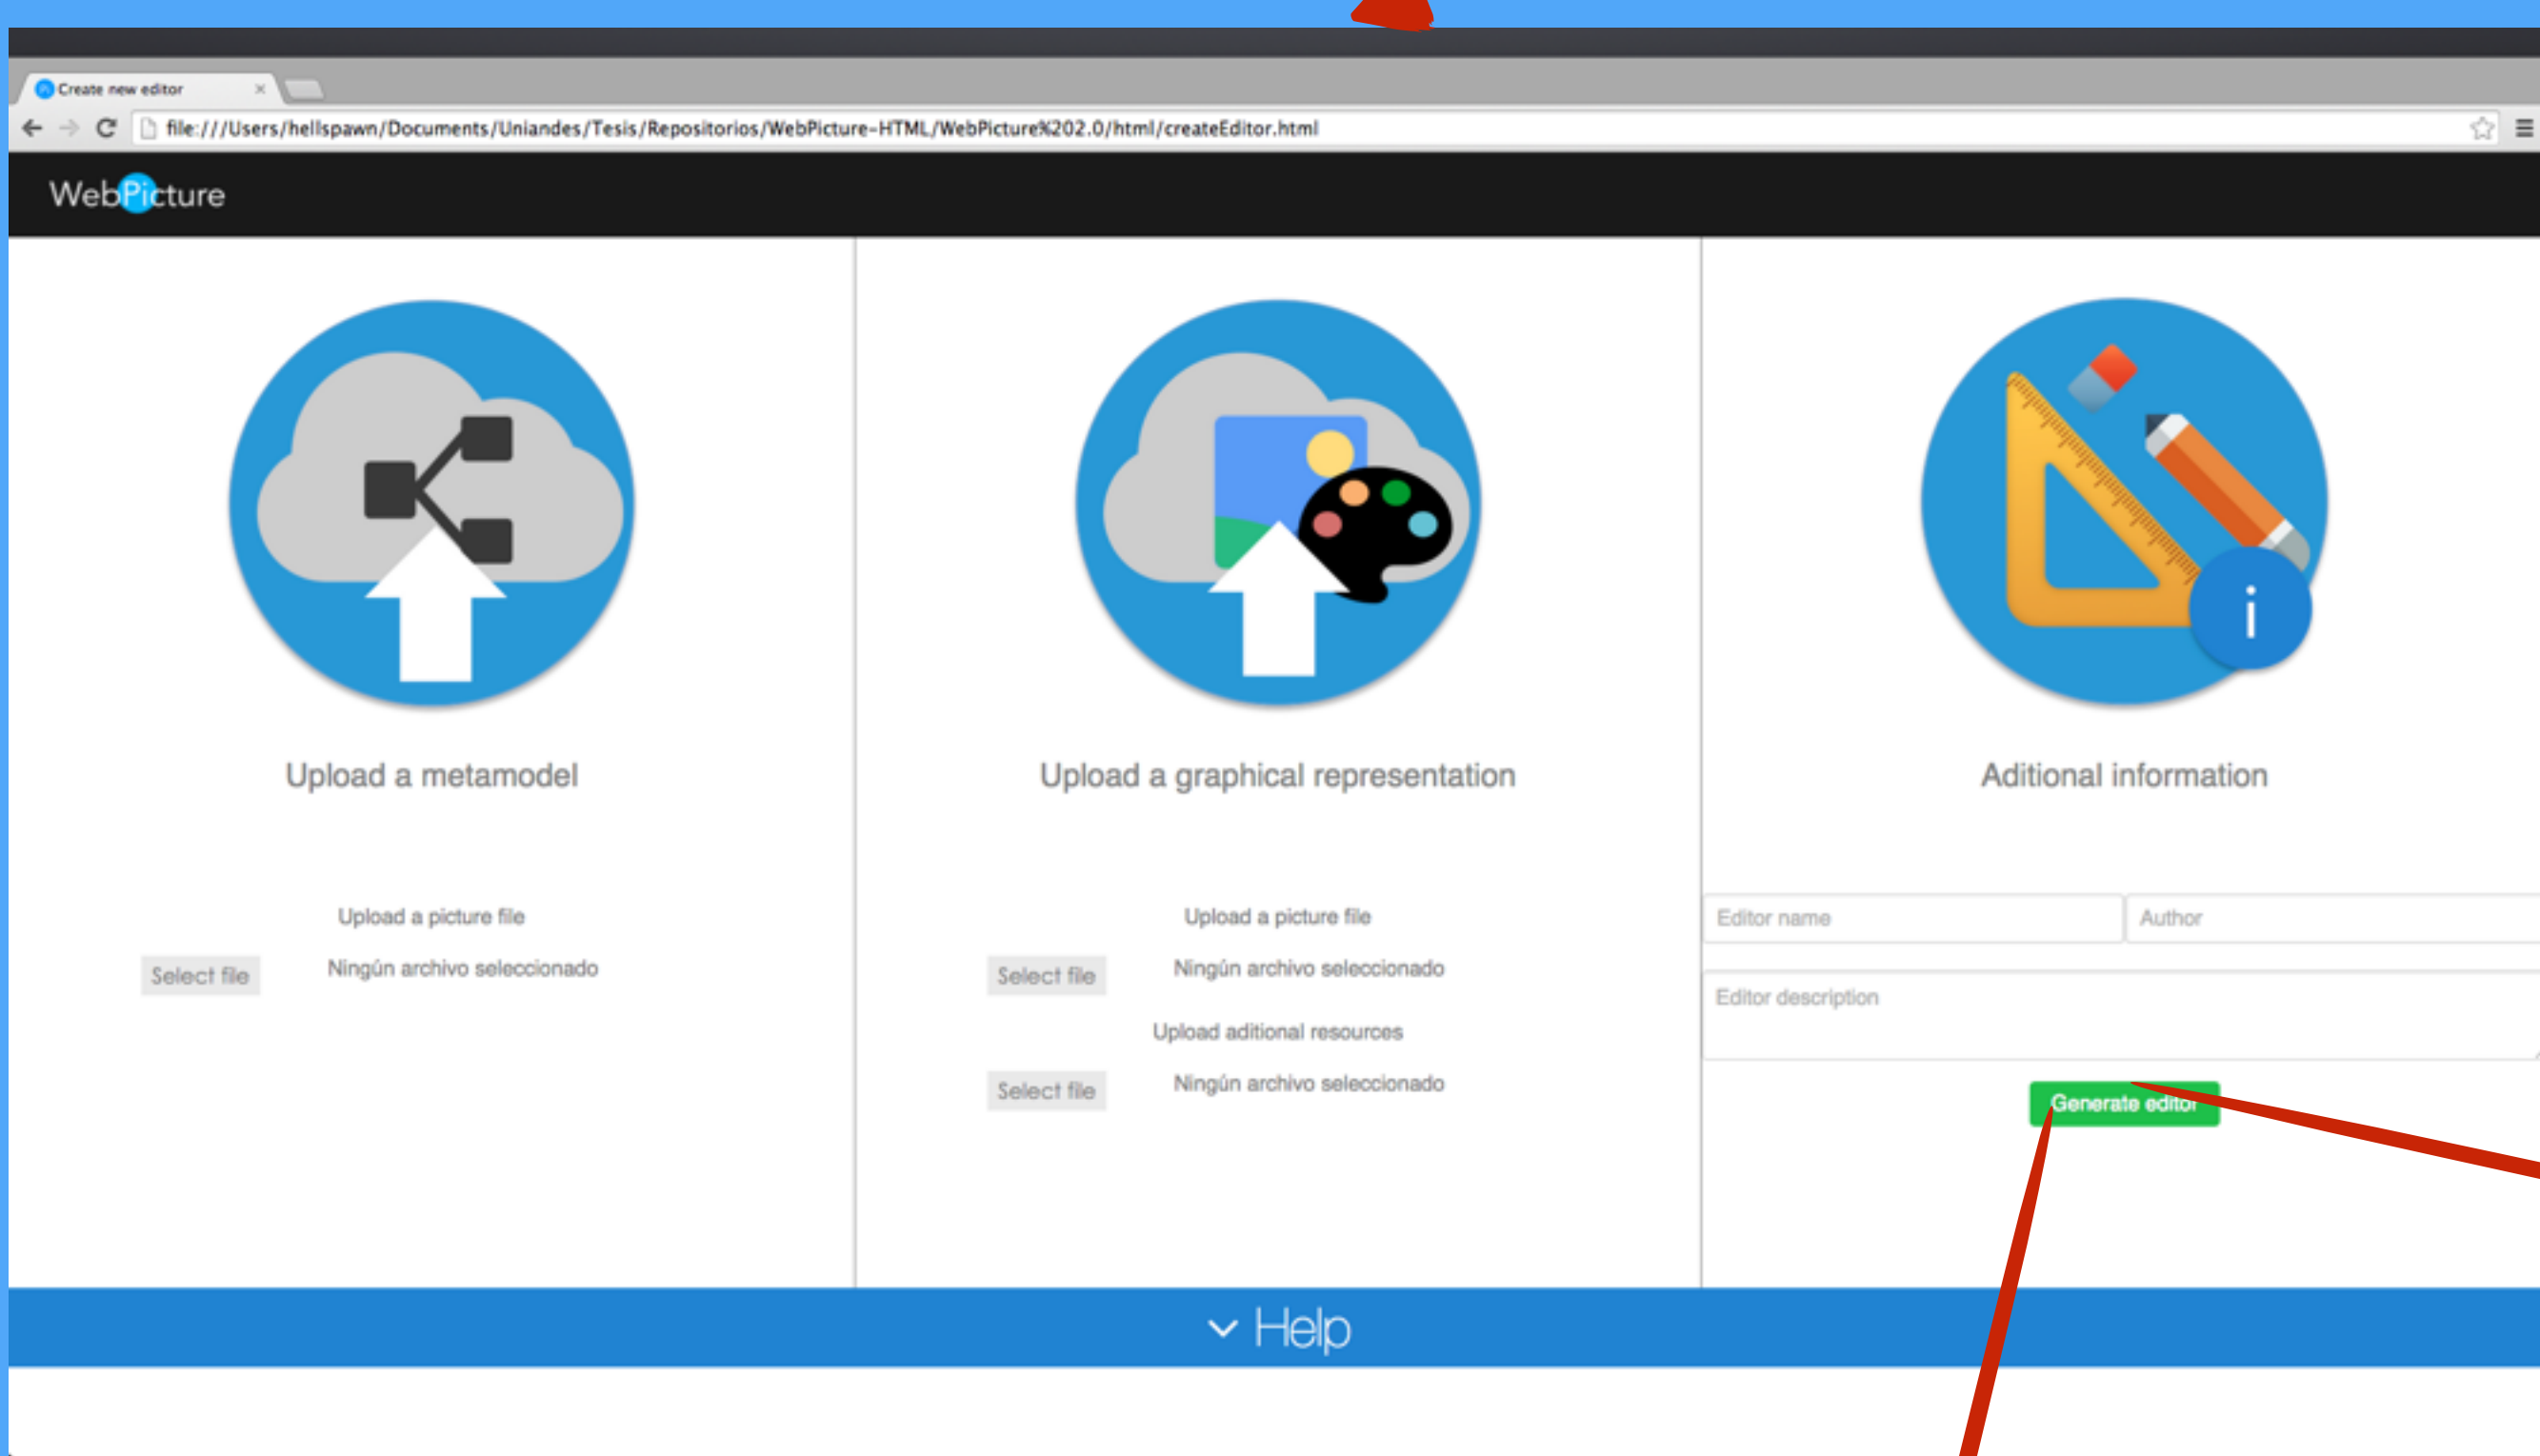 Create new editor
file:///Users/hellspawn/Documents/Uniandes/Tesis/Repositorios/WebPicture-HTML/WebPicture%202.0/html/createEditor.html
WebPicture
i
Upload a metamodel
Upload a picture file
Select file Ningún archivo seleccionado
Upload a graphical representation
Upload a picture file
Select file Ningún archivo seleccionado
Upload aditional resources
Select file Ningún archivo seleccionado
Aditional information
Editor name Author
Editor description
Generate editor
Help